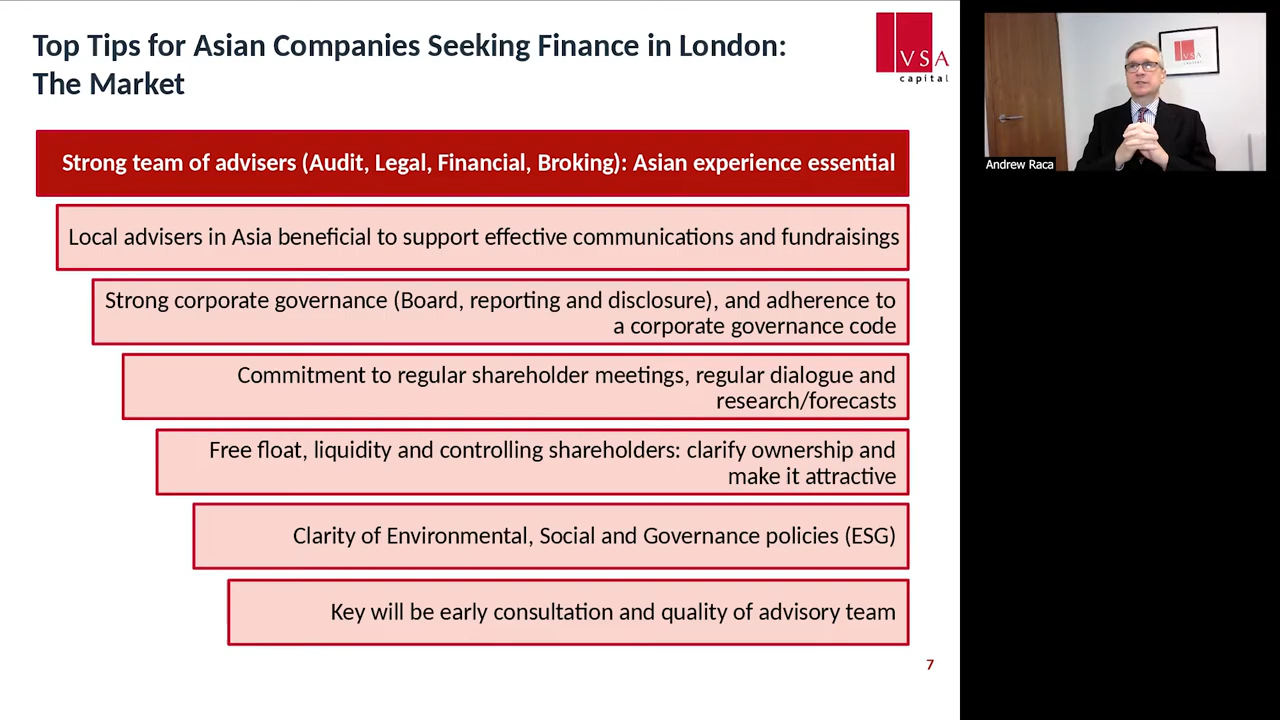 Top Tips for Asian Companies Seeking Finance in London:
The Market
VSA
capital
Strong team of advisers (Audit, Legal, Financial, Broking): Asian experience essential
Local advisers in Asia beneficial to support effective communications and fundraisings
Strong corporate governance (Board, reporting and disclosure), and adherence to
a corporate governance code
Commitment to regular shareholder meetings, regular dialogue and
research/forecasts
Free float, liquidity and controlling shareholders: clarify ownership and
make it attractive
Clarity of Environmental, Social and Governance policies (ESG)
Key will be early consultation and quality of advisory team
7
VSA
capital
Andrew Raca